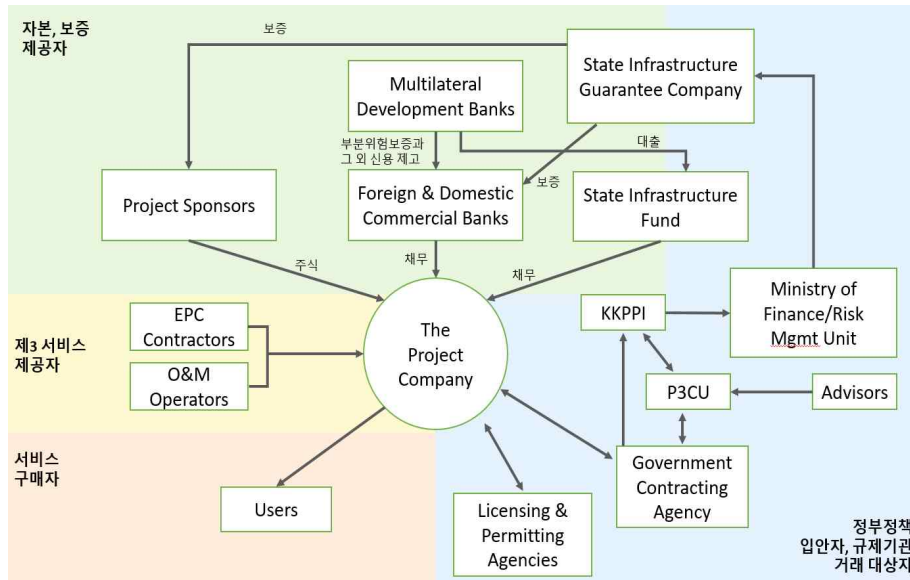 자본, 보증
제공자
보증
State Infrastructure
Guarantee Company
Multilateral
Development Banks
부분위험보증과
그 외 신용 제고
대출
보증
Project Sponsors
Foreign & Domestic
Commercial Banks
State Infrastructure
Fund
주식
채무
채무
제3 서비스
제공자
EPC
Contractors
O&M
Operators
The
Project
Company
KKPPI
Ministry of
Finance/Risk
Mgmt Unit
P3CU
Advisors
서비스
구매자
Users
Licensing &
Permitting
Agencies
Government
Contracting
Agency
정부정책
입안자, 규제기관
거래 대상자